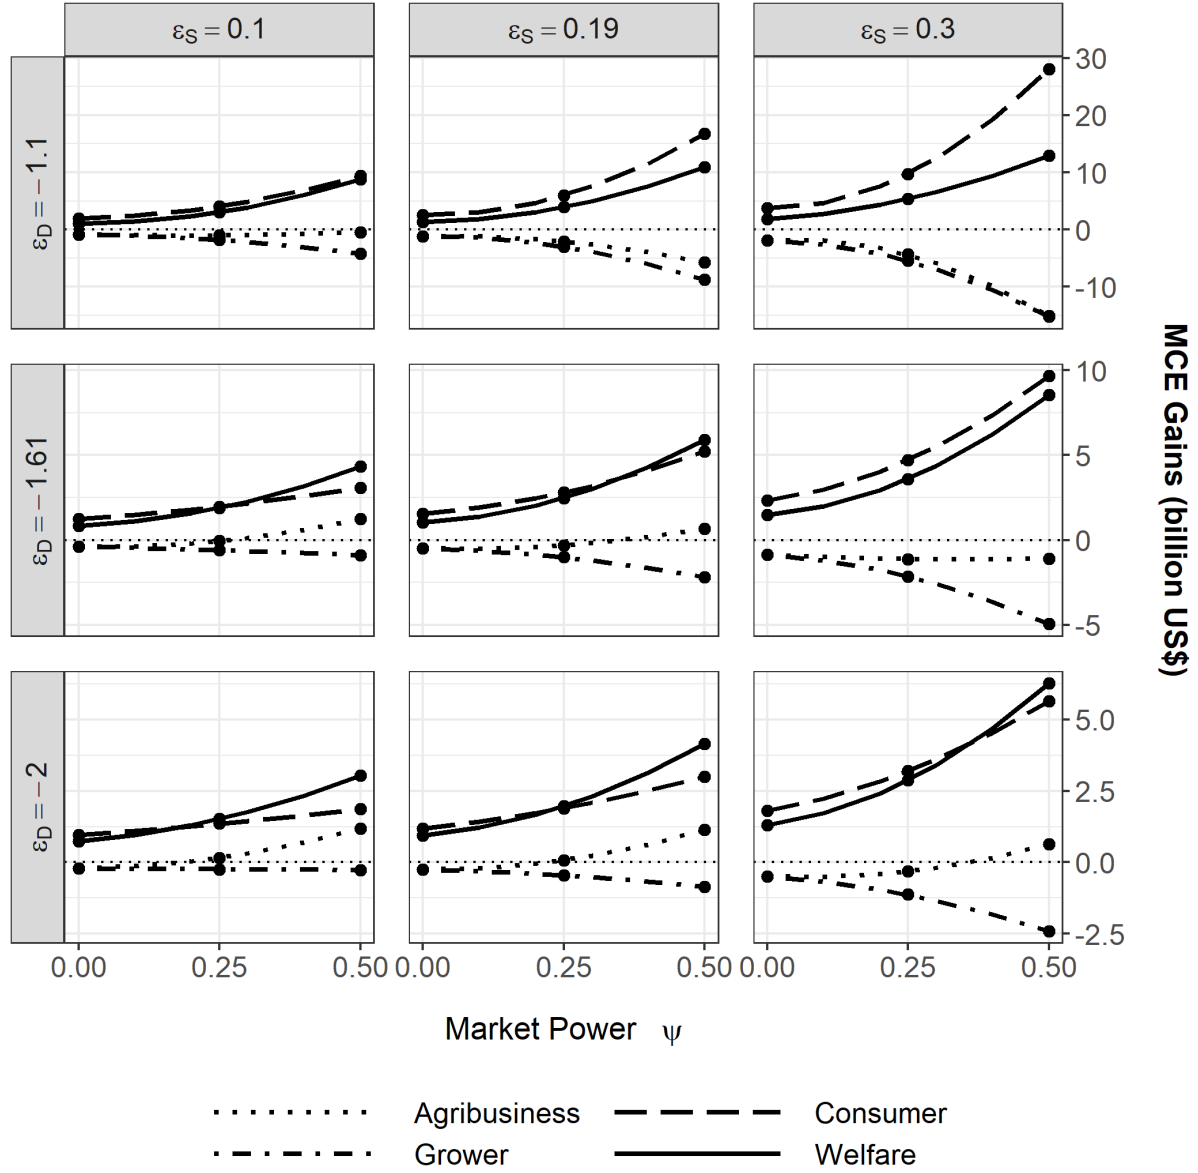 εS = 0.1
εS = 0.19
εS = 0.3
εD = −1.1
30
20
10
0
-10
εD = −1.61
10
5
0
-5
εD = −2
5.0
2.5
0.0
-2.5
MCE Gains (billion US$)
0.00 0.25 0.50 0.00 0.25 0.50 0.00 0.25 0.50
Market Power ψ
Agribusiness Consumer
Grower Welfare